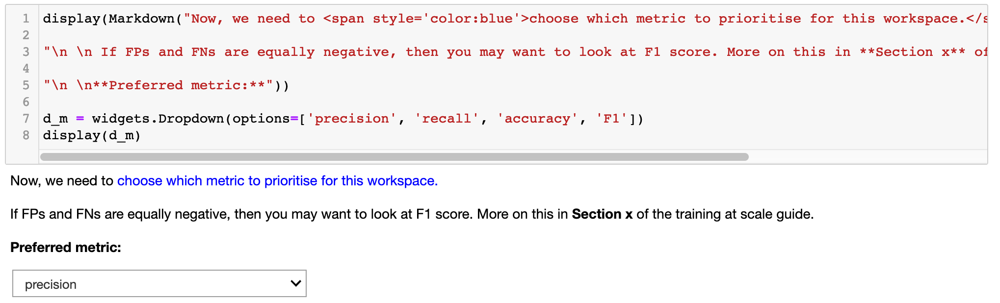 1 display(Markdown("Now, we need to <span style='color:blue'>choose which metric to prioritise for this workspace.</s
2
3 "\n \n If FPs and FNs are equally negative, then you may want to look at F1 score. More on this in **Section x** of
4
5 "\n \n**Preferred metric:**"))
6
7 d_m = widgets.Dropdown(options=['precision', 'recall', 'accuracy', 'F1'])
8 display(d_m)
Now, we need to choose which metric to prioritise for this workspace.
If FPs and FNs are equally negative, then you may want to look at F1 score. More on this in Section x of the training at scale guide.
Preferred metric:
precision